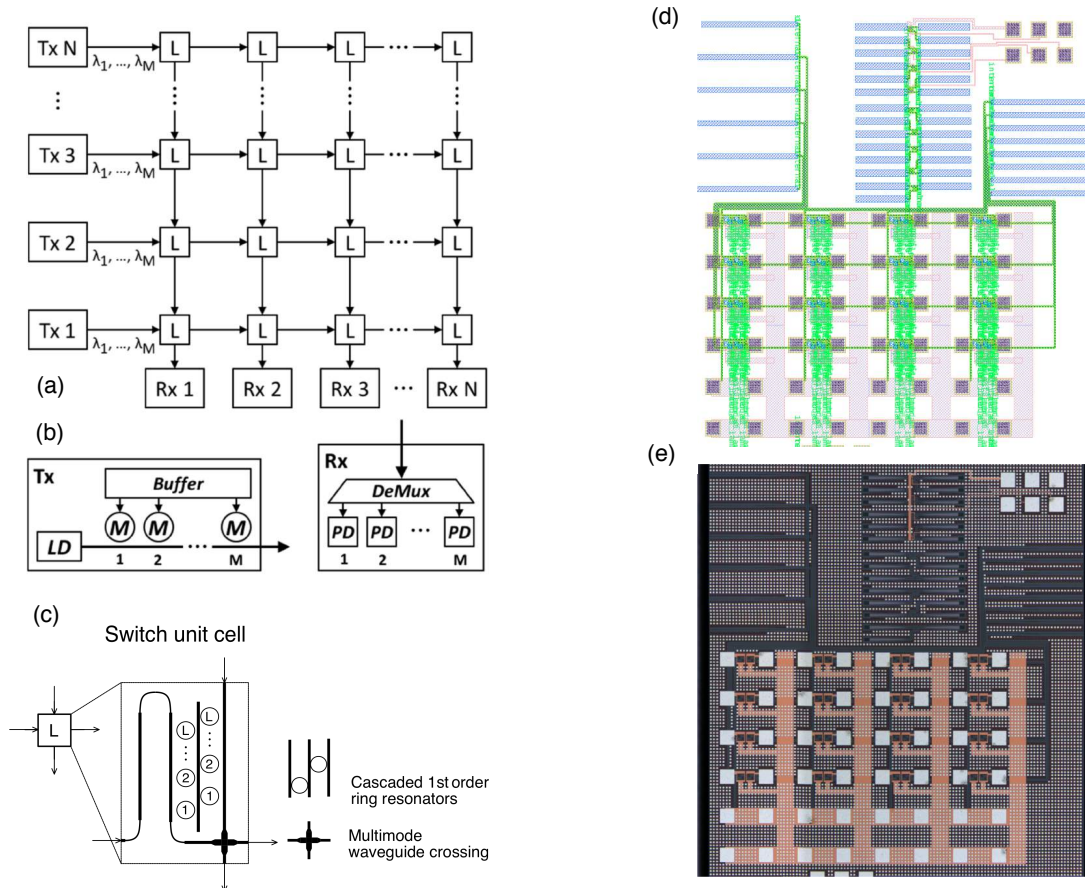 Tx N
λ1, ..., λM
L L L ... L
...
Tx 3
λ1, ..., λM
L L L ... L
Tx 2
λ1, ..., λM
L L L ... L
Tx 1
λ1, ..., λM
L L L ... L
(a)
Rx 1 Rx 2 Rx 3 ... Rx N
(b)
Tx
Buffer
M M M
LD
1 2 ... M
Rx
DeMux
PD PD ... PD
1 2 M
(c)
Switch unit cell
L
L L
2 2
1 1
Cascaded 1st order
ring resonators
Multimode
waveguide crossing
(d)
(e)